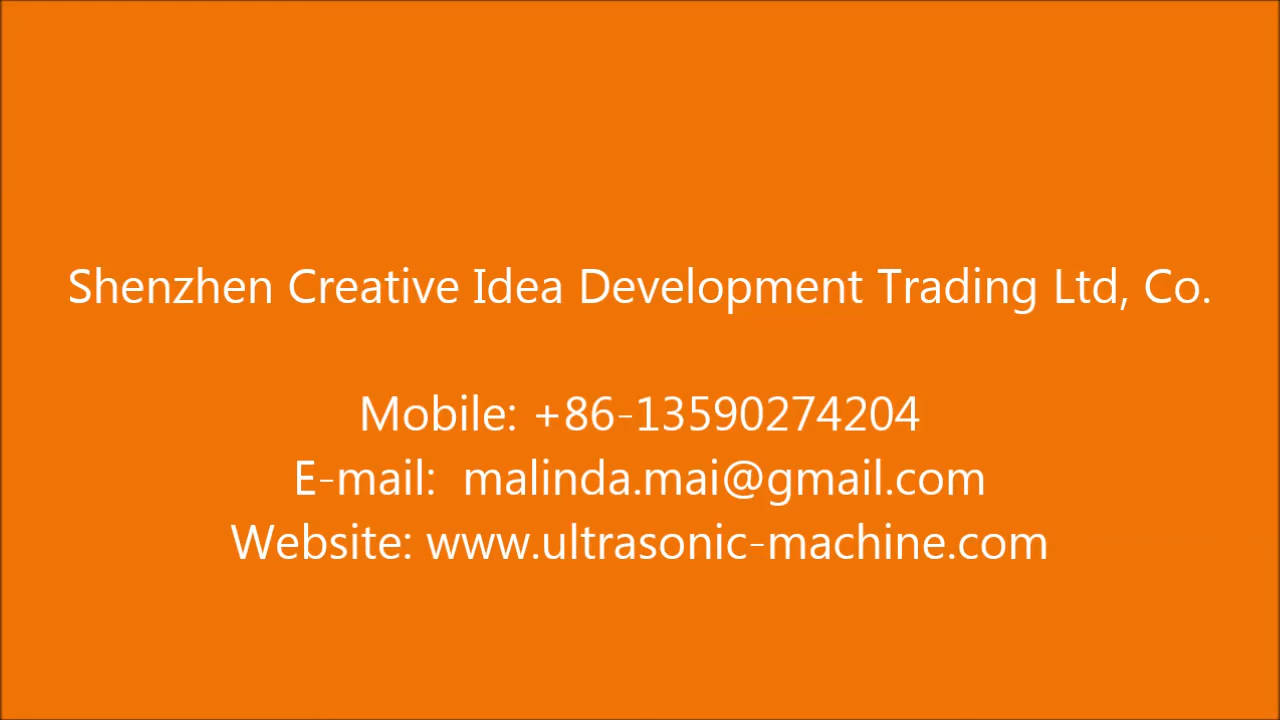 Shenzhen Creative Idea Development Trading Ltd, Co.
Mobile: +86-13590274204
E-mail:  malinda.mai@gmail.com
Website: www.ultrasonic-machine.com